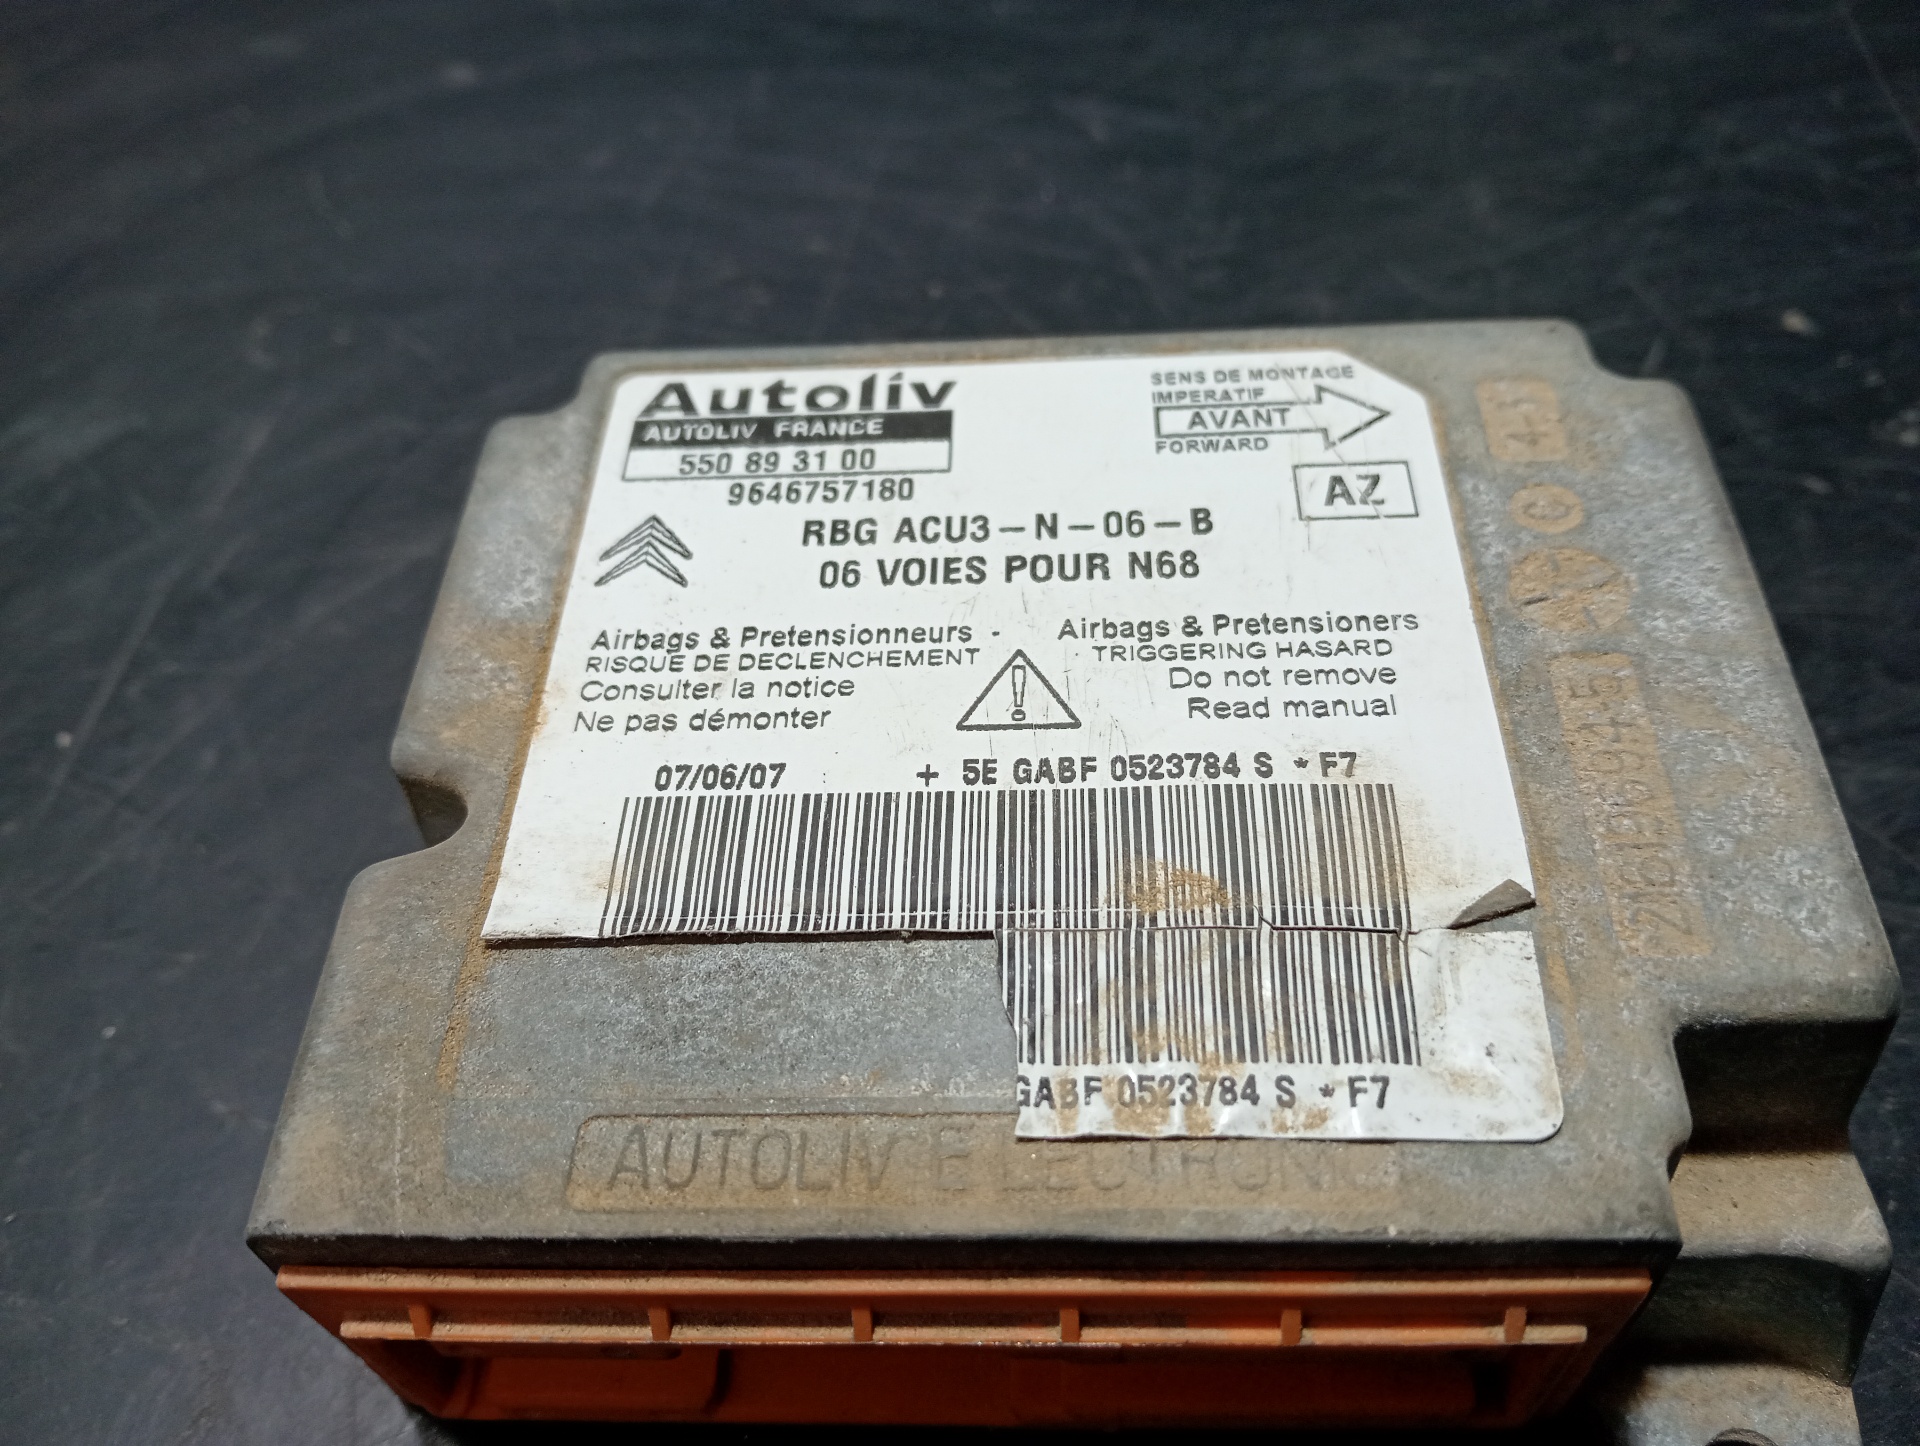 Autoliv
AUTOLIV FRANCE
550 89 31 00
9646757180
SENS DE MONTAGE
IMPERATIF
AVANT
FORWARD
AZ
RBG ACU3-N-06-B
06 VOIES POUR N68
Airbags & Pretensionneurs -
RISQUE DE DECLENCHEMENT
Consulter la notice
Ne pas démonter
Airbags & Pretensioners
TRIGGERING HASARD
Do not remove
Read manual
!
07/06/07 + 5E GABF 0523784 S * F7
GABF 0523784 S * F7
AUTOLIV ELECTRONIC